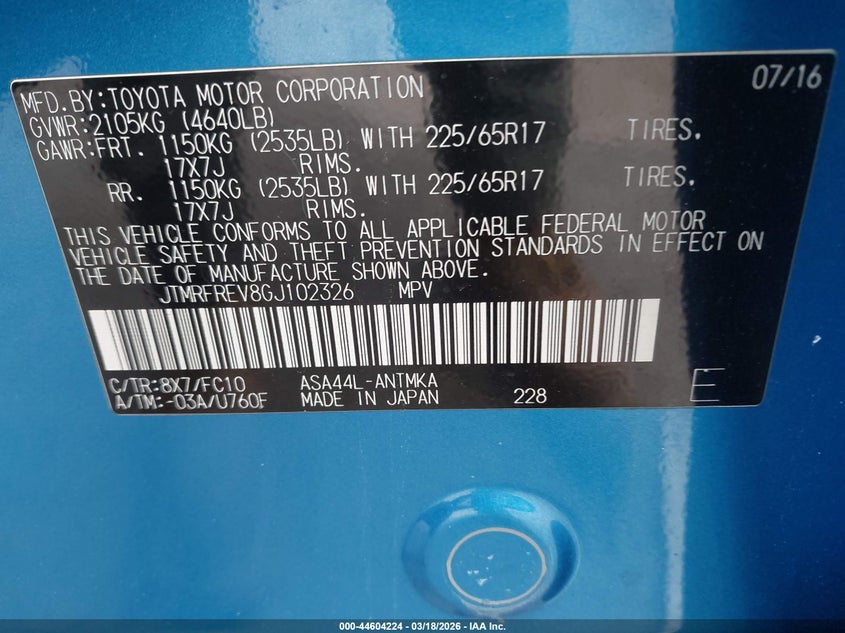 MFD.BY:TOYOTA MOTOR CORPORATION 07/16
GVWR:2105KG (4640LB)
GAWR:FRT. 1150KG (2535LB) WITH 225/65R17 TIRES.
17X7J RIMS.
RR. 1150KG (2535LB) WITH 225/65R17 TIRES.
17X7J RIMS.
THIS VEHICLE CONFORMS TO ALL APPLICABLE FEDERAL MOTOR
VEHICLE SAFETY AND THEFT PREVENTION STANDARDS IN EFFECT ON
THE DATE OF MANUFACTURE SHOWN ABOVE.
JTMRFREV8GJ102326 MPV
C/TR:8X7/FC10 ASA44L-ANTMKA E
A/TM:-03A/U760F MADE IN JAPAN 228
000-44604224 — 03/18/2026 — IAA Inc.